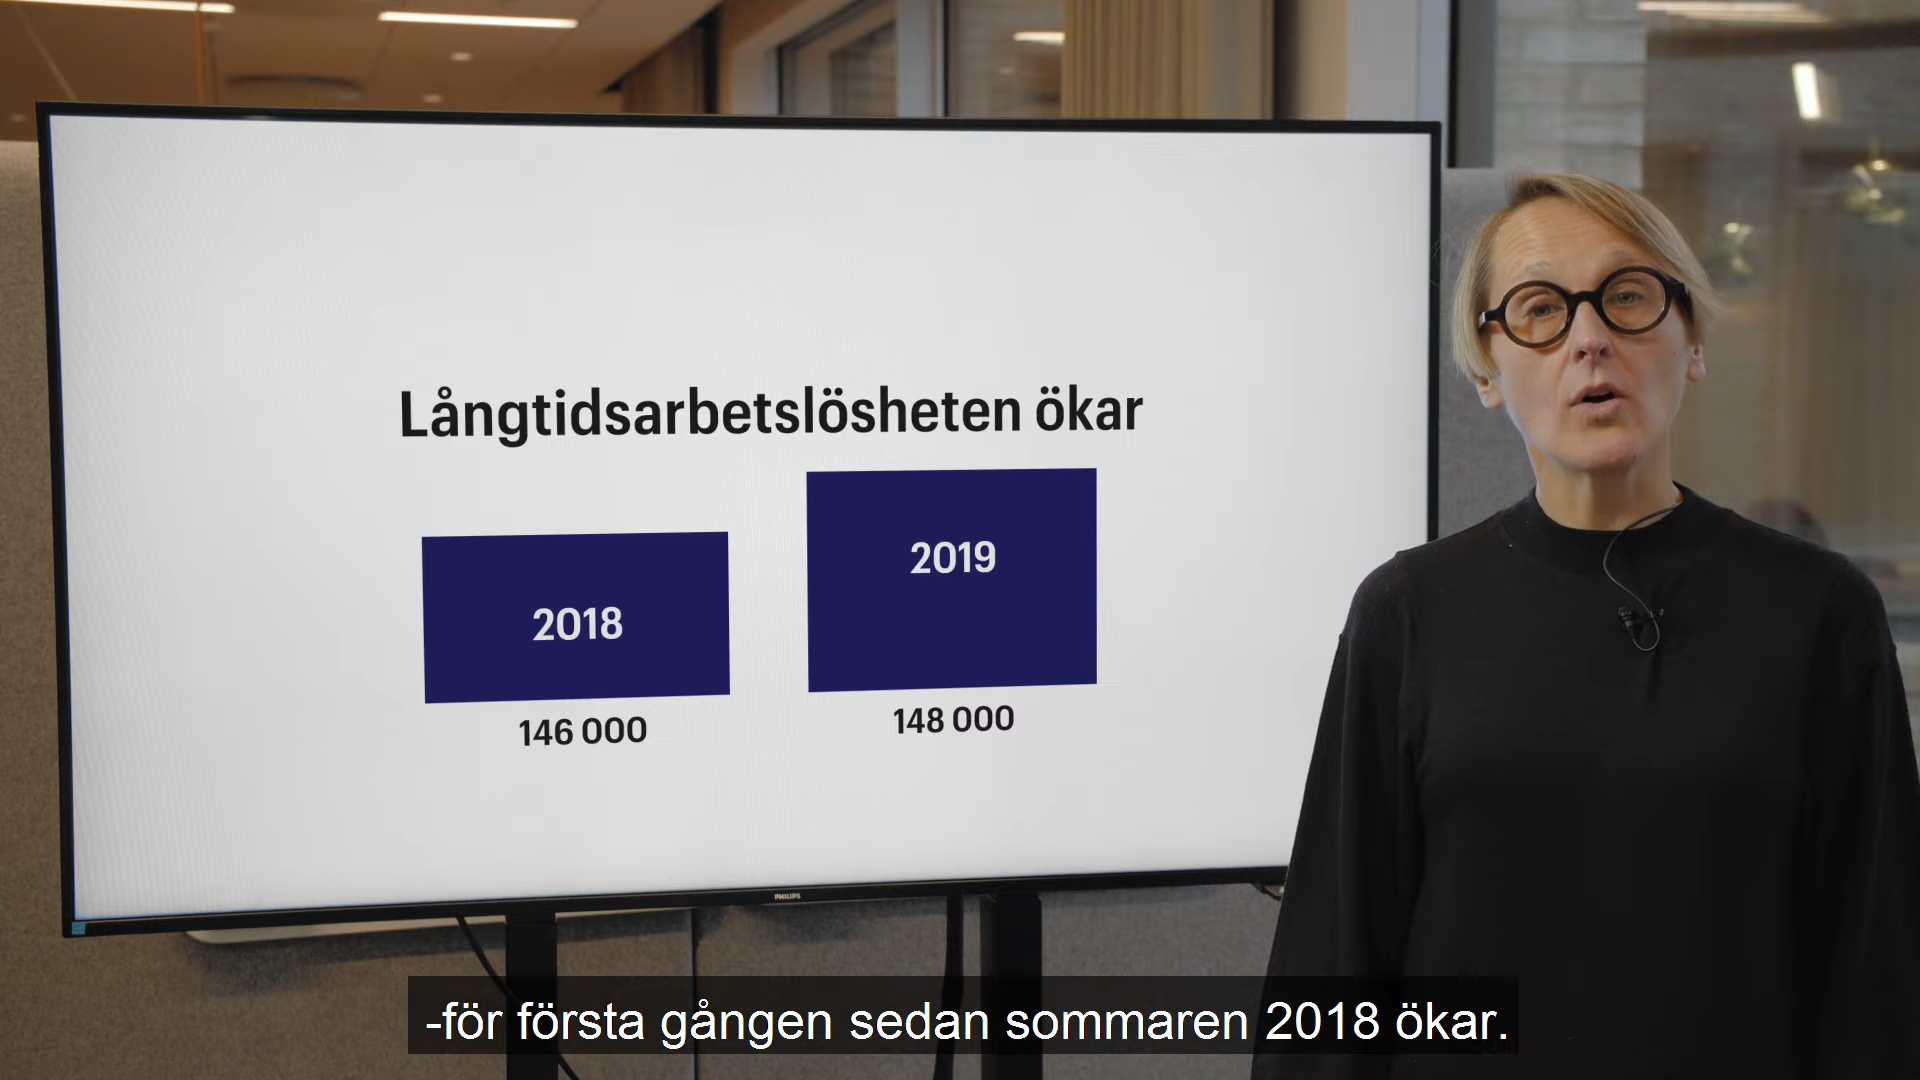 Långtidsarbetslösheten ökar
2018
2019
146 000
148 000
PHILIPS
-för första gången sedan sommaren 2018 ökar.